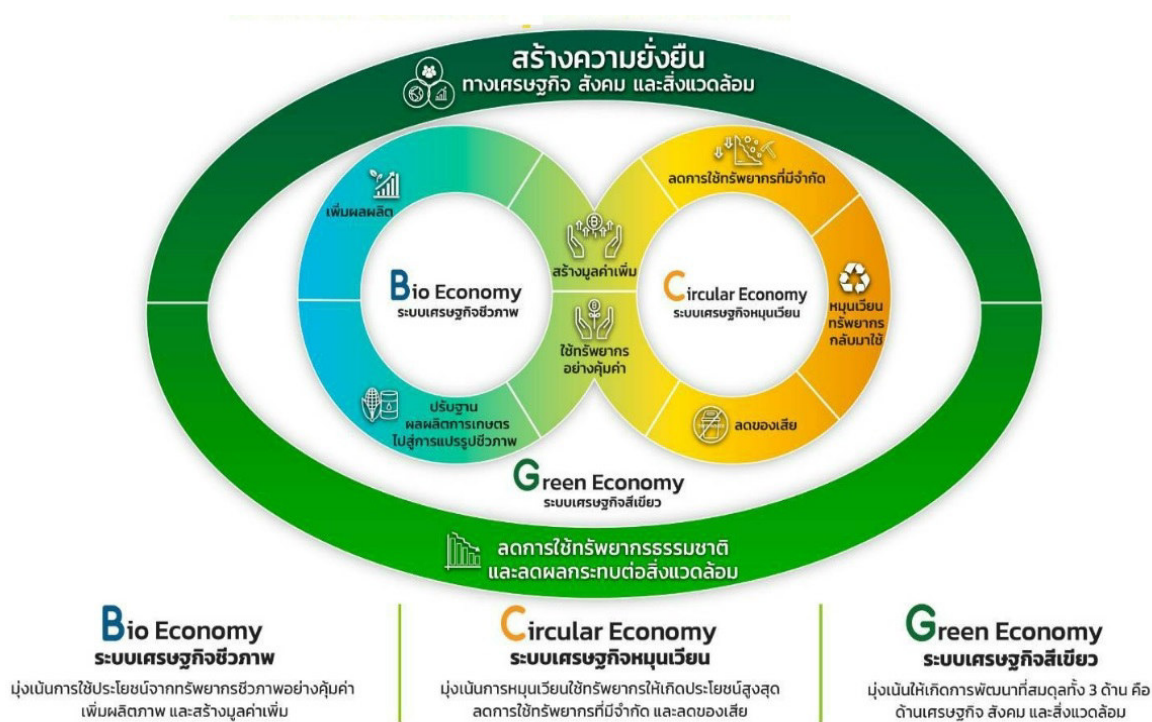 สร้างความยั่งยืน
ทางเศรษฐกิจ สังคม และสิ่งแวดล้อม
เพิ่มผลผลิต
ลดการใช้ทรัพยากรที่มีจำกัด
สร้างมูลค่าเพิ่ม
Bio Economy
ระบบเศรษฐกิจชีวภาพ
Circular Economy
ระบบเศรษฐกิจหมุนเวียน
หมุนเวียน
ทรัพยากร
กลับมาใช้
ใช้ทรัพยากร
อย่างคุ้มค่า
ปรับฐาน
ผลผลิตการเกษตร
ไปสู่การแปรรูปชีวภาพ
ลดของเสีย
Green Economy
ระบบเศรษฐกิจสีเขียว
ลดการใช้ทรัพยากรธรรมชาติ
และลดผลกระทบต่อสิ่งแวดล้อม
Bio Economy
ระบบเศรษฐกิจชีวภาพ
มุ่งเน้นการใช้ประโยชน์จากทรัพยากรชีวภาพอย่างคุ้มค่า
เพิ่มผลิตภาพ และสร้างมูลค่าเพิ่ม
Circular Economy
ระบบเศรษฐกิจหมุนเวียน
มุ่งเน้นการหมุนเวียนใช้ทรัพยากรให้เกิดประโยชน์สูงสุด
ลดการใช้ทรัพยากรที่มีจำกัด และลดของเสีย
Green Economy
ระบบเศรษฐกิจสีเขียว
มุ่งเน้นให้เกิดการพัฒนาที่สมดุลทั้ง 3 ด้าน คือ
ด้านเศรษฐกิจ สังคม และสิ่งแวดล้อม